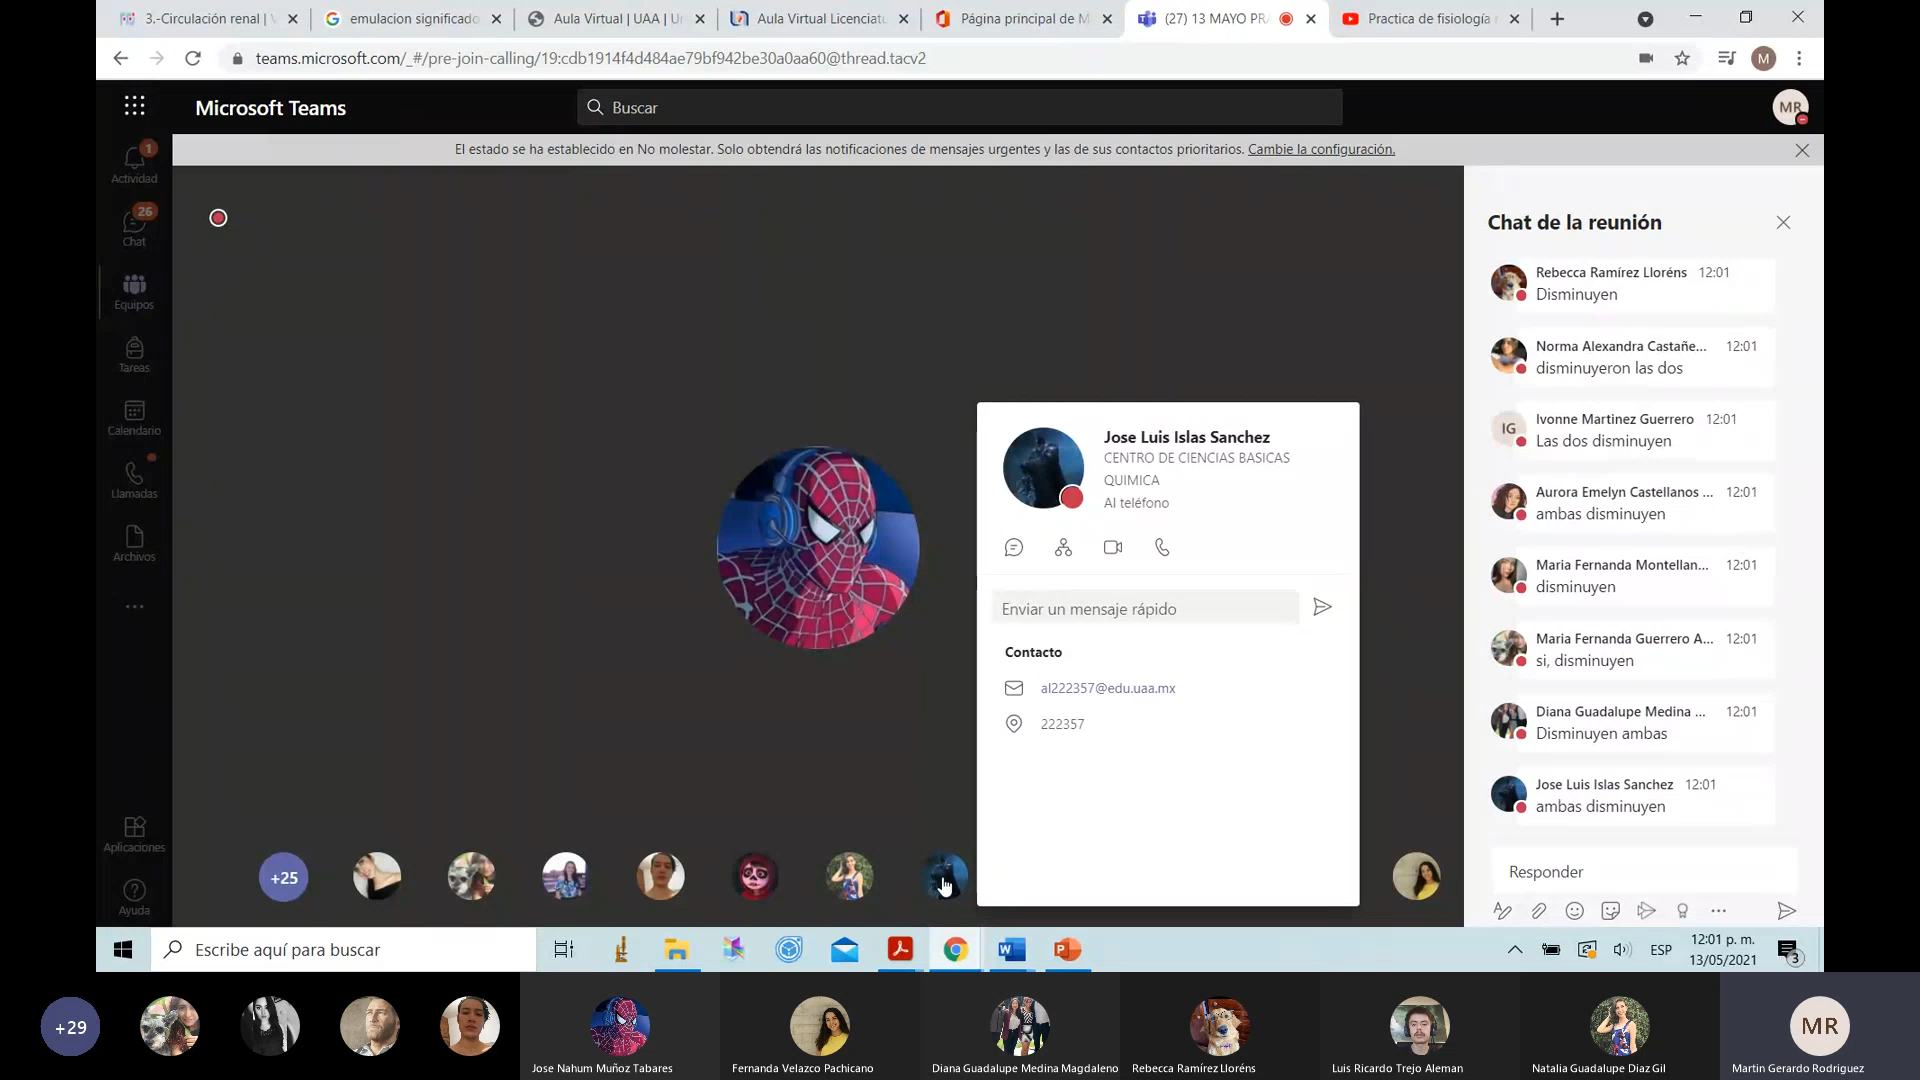 3.-Circulación renal |
emulacion significado
Aula Virtual | UAA | Un
Aula Virtual Licenciatu
Página principal de M
(27) 13 MAYO PRA
Practica de fisiología
teams.microsoft.com/_#/pre-join-calling/19:cdb1914f4d484ae79bf942be30a0aa60@thread.tacv2
M
Microsoft Teams
Buscar
MR
El estado se ha establecido en No molestar. Solo obtendrá las notificaciones de mensajes urgentes y las de sus contactos prioritarios. Cambie la configuración.
1
Actividad
26
Chat
Equipos
Tareas
Calendario
Llamadas
Archivos
Aplicaciones
Ayuda
Jose Luis Islas Sanchez
CENTRO DE CIENCIAS BASICAS
QUIMICA
Al teléfono
Enviar un mensaje rápido
Contacto
al222357@edu.uaa.mx
222357
+25
Chat de la reunión
Rebecca Ramírez Lloréns 12:01
Disminuyen
Norma Alexandra Castañe... 12:01
disminuyeron las dos
IG
Ivonne Martinez Guerrero 12:01
Las dos disminuyen
Aurora Emelyn Castellanos ... 12:01
ambas disminuyen
Maria Fernanda Montellan... 12:01
disminuyen
Maria Fernanda Guerrero A... 12:01
si, disminuyen
Diana Guadalupe Medina ... 12:01
Disminuyen ambas
Jose Luis Islas Sanchez 12:01
ambas disminuyen
Responder
Escribe aquí para buscar
ESP
12:01 p. m.
13/05/2021
3
+29
Jose Nahum Muñoz Tabares
Fernanda Velazco Pachicano
Diana Guadalupe Medina Magdaleno
Rebecca Ramírez Lloréns
Luis Ricardo Trejo Aleman
Natalia Guadalupe Diaz Gil
MR
Martin Gerardo Rodriguez